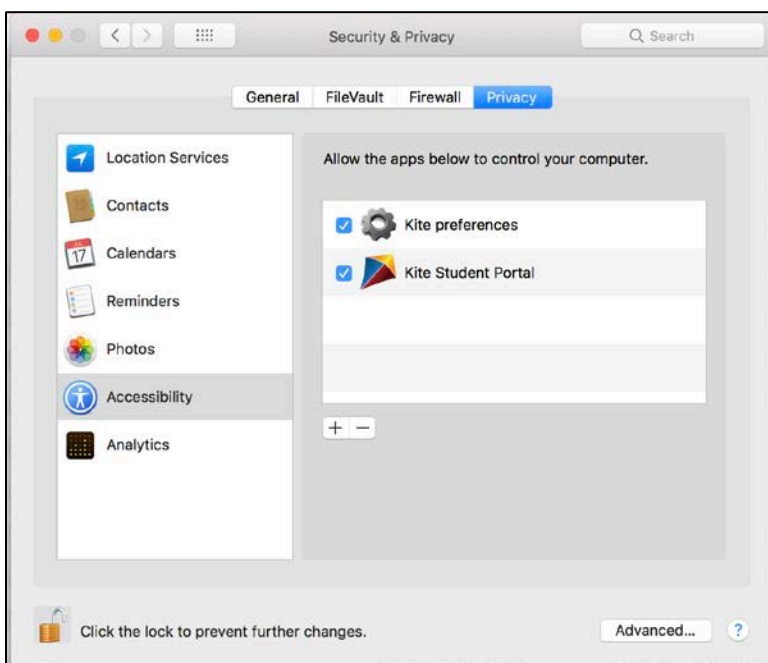 Security & Privacy
Search
General FileVault Firewall Privacy
Location Services
Contacts
Calendars
17
Reminders
Photos
Accessibility
Analytics
Allow the apps below to control your computer.
Kite preferences
Kite Student Portal
+ −
Click the lock to prevent further changes.
Advanced...
?